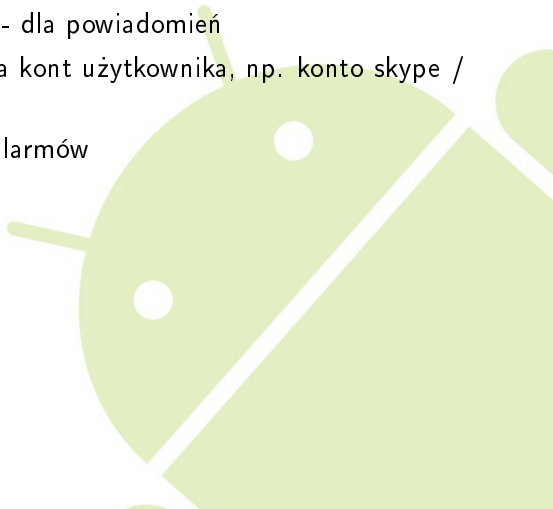 - dla powiadomień
a kont użytkownika, np. konto skype /
larmów